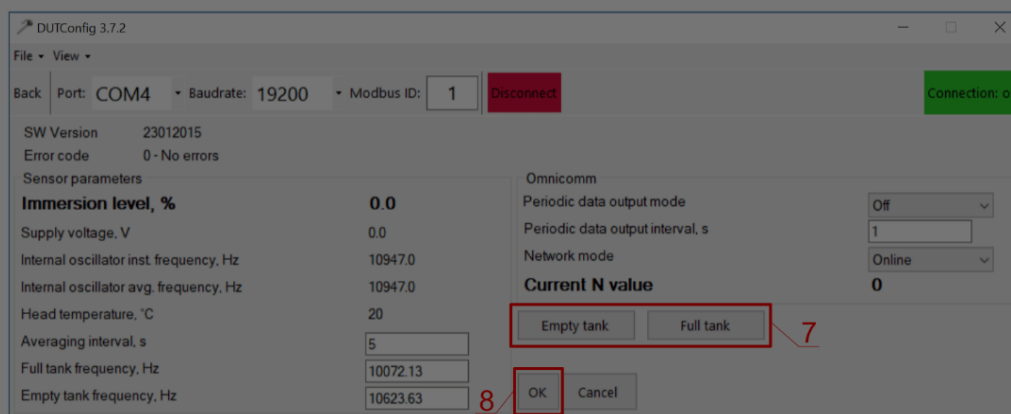 DUTConfig 3.7.2
File View
Back Port: COM4 Baudrate: 19200 Modbus ID: 1 Disconnect Connection: o
SW Version 23012015
Error code 0 - No errors
Sensor parameters
Immersion level, % 0.0
Supply voltage, V 0.0
Internal oscillator inst. frequency, Hz 10947.0
Internal oscillator avg. frequency, Hz 10947.0
Head temperature, °C 20
Averaging interval, s 5
Full tank frequency, Hz 10072.13
Empty tank frequency, Hz 10623.63
Omnicomm
Periodic data output mode Off
Periodic data output interval, s 1
Network mode Online
Current N value 0
Empty tank Full tank 7
8 OK Cancel